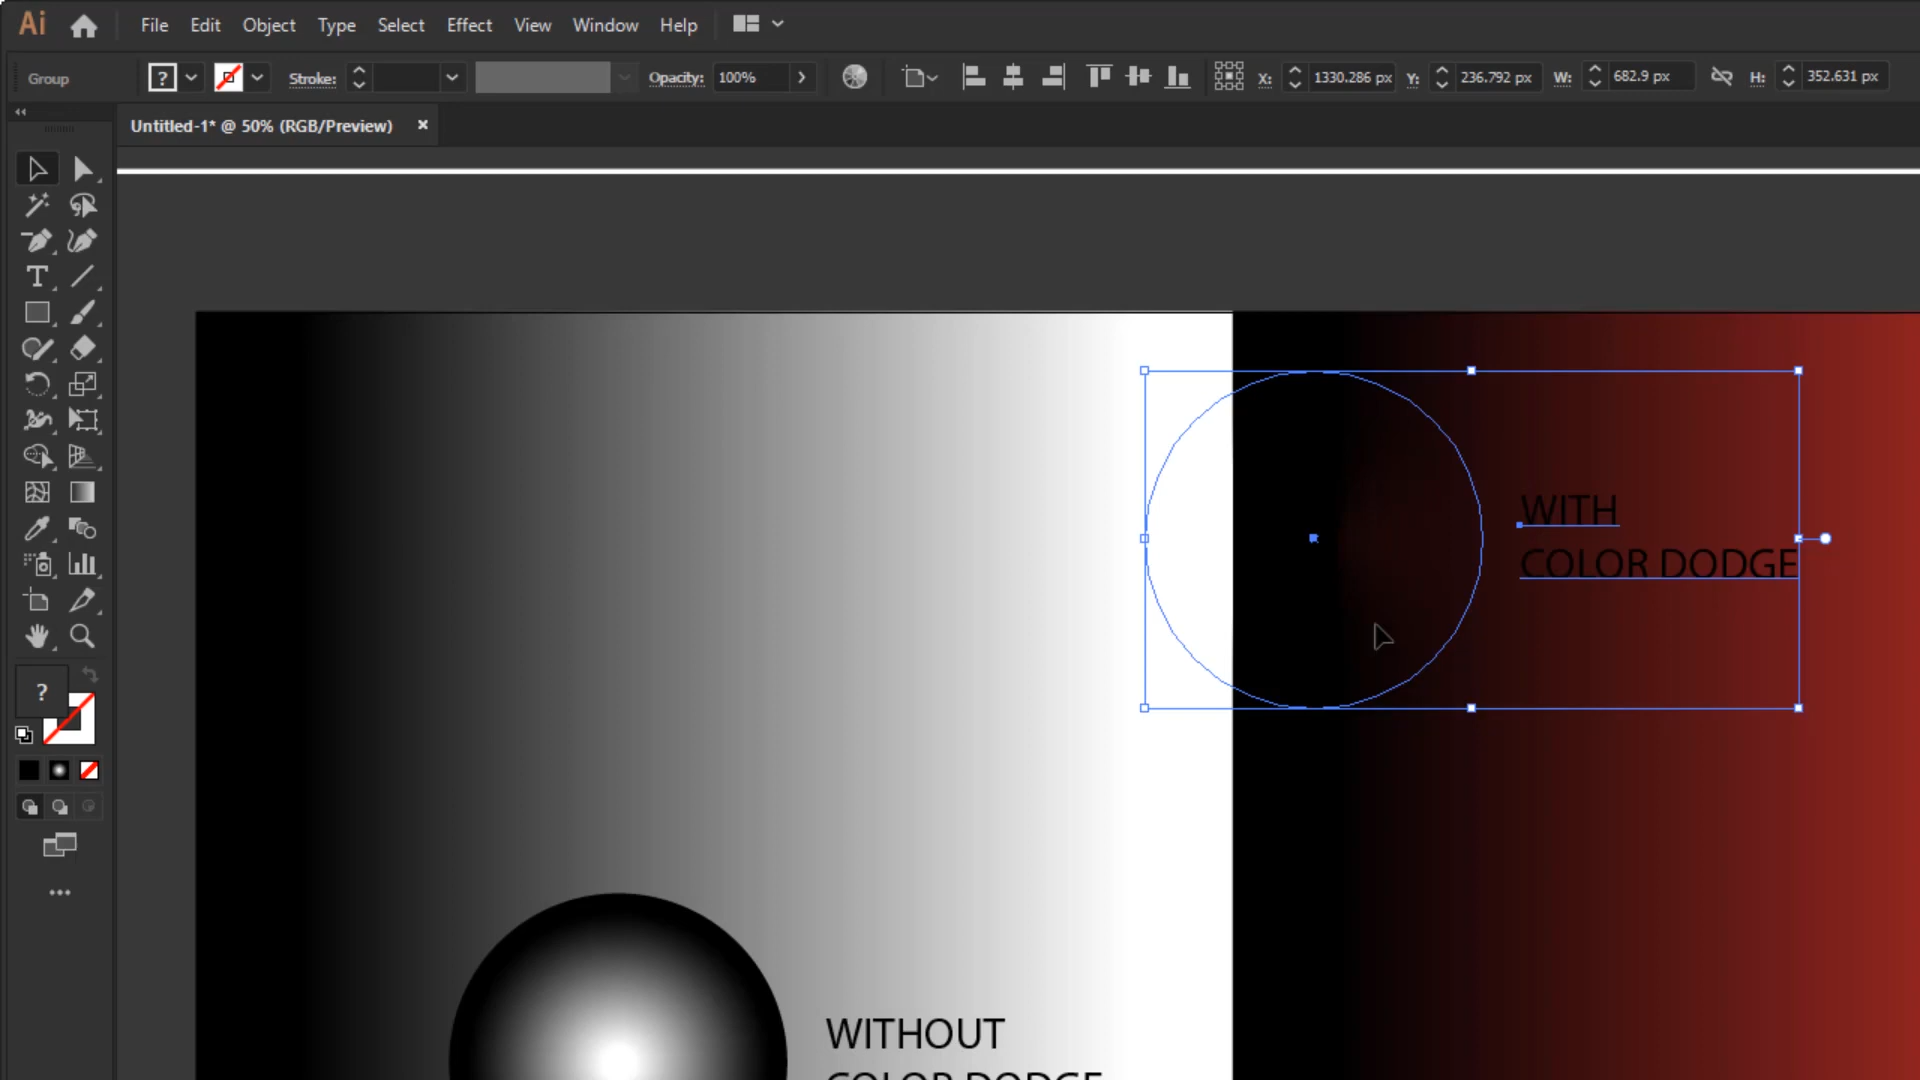 Ai File Edit Object Type Select Effect View Window Help
Group ? Stroke: Opacity: 100% X: 1330.286 px Y: 236.792 px W: 682.9 px H: 352.631 px
Untitled-1* @ 50% (RGB/Preview) ×
T
WITH
COLOR DODGE
?
WITHOUT
COLOR DODGE